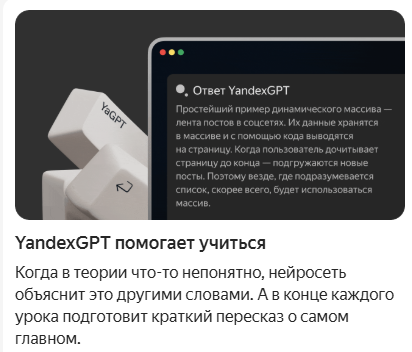 YaGPT
Ответ YandexGPT
Простейший пример динамического массива —
лента постов в соцсетях. Их данные хранятся
в массиве и с помощью кода выводятся
на страницу. Когда пользователь дочитывает
страницу до конца — подгружаются новые
посты. Поэтому везде, где подразумевается
список, скорее всего, будет использоваться
массив.
YandexGPT помогает учиться
Когда в теории что-то непонятно, нейросеть
объяснит это другими словами. А в конце каждого
урока подготовит краткий пересказ о самом
главном.